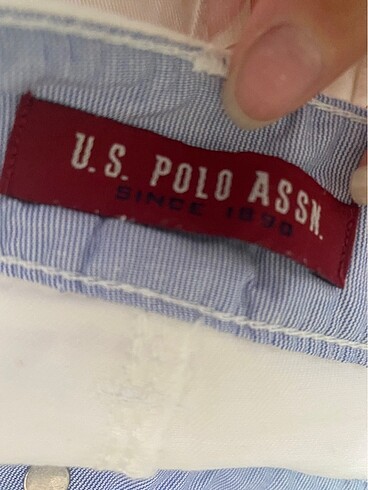 U.S. POLO ASSN.
SINCE 1890